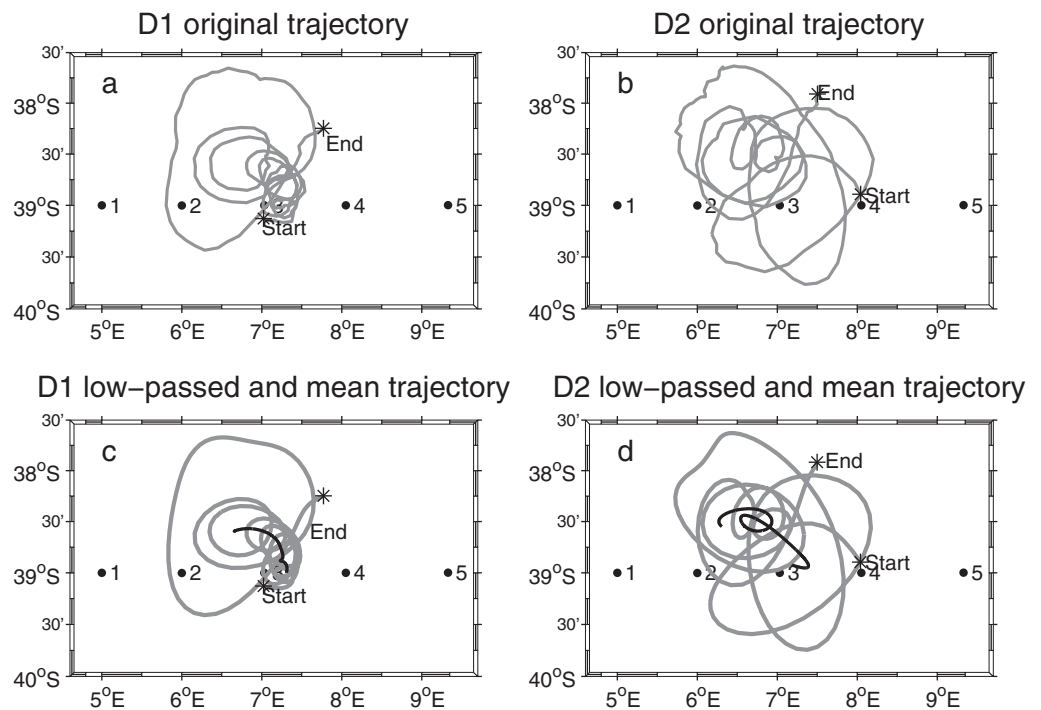 D1 original trajectory
D2 original trajectory
30'
38°S
30'
39°S
30'
40°S
a
End
1
2
3
4
5
Start
5°E
6°E
7°E
8°E
9°E
30'
38°S
30'
39°S
30'
40°S
b
End
Start
1
2
3
4
5
5°E
6°E
7°E
8°E
9°E
D1 low-passed and mean trajectory
D2 low-passed and mean trajectory
30'
38°S
30'
39°S
30'
40°S
c
End
1
2
4
5
Start
5°E
6°E
7°E
8°E
9°E
30'
38°S
30'
39°S
30'
40°S
d
End
Start
1
2
3
4
5
5°E
6°E
7°E
8°E
9°E